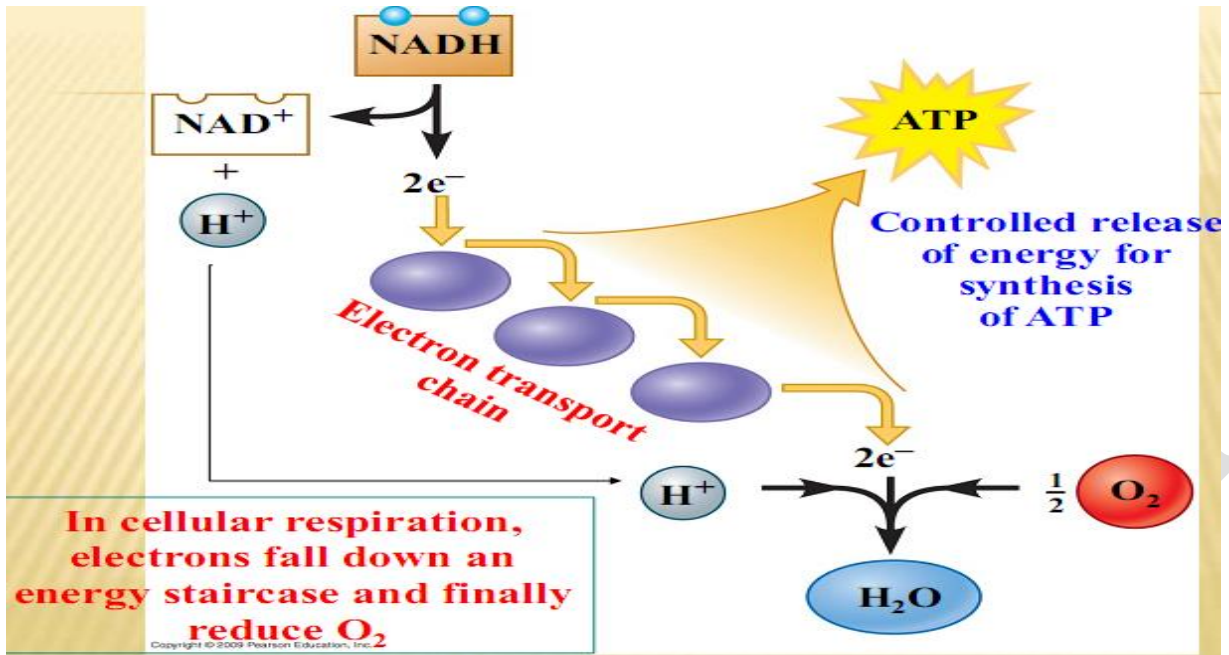 NADH
NAD⁺
+
H⁺
2e⁻
ATP
Controlled release
of energy for
synthesis
of ATP
Electron transport
chain
2e⁻
H⁺
1/2
O₂
H₂O
In cellular respiration,
electrons fall down an
energy staircase and finally
reduce O₂
Copyright © 2009 Pearson Education, Inc.